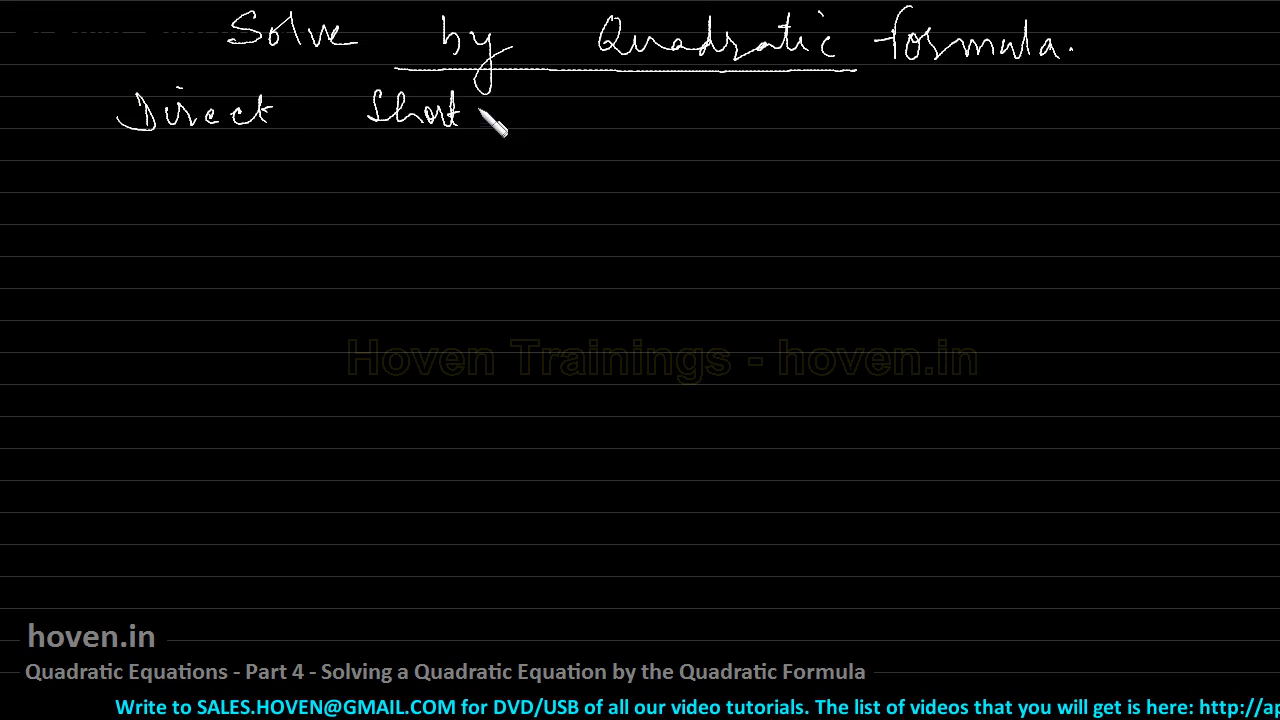 Solve by Quadratic formula.
Direct Short
Hoven Trainings - hoven.in
hoven.in
Quadratic Equations - Part 4 - Solving a Quadratic Equation by the Quadratic Formula
Write to SALES.HOVEN@GMAIL.COM for DVD/USB of all our video tutorials. The list of videos that you will get is here: http://ap